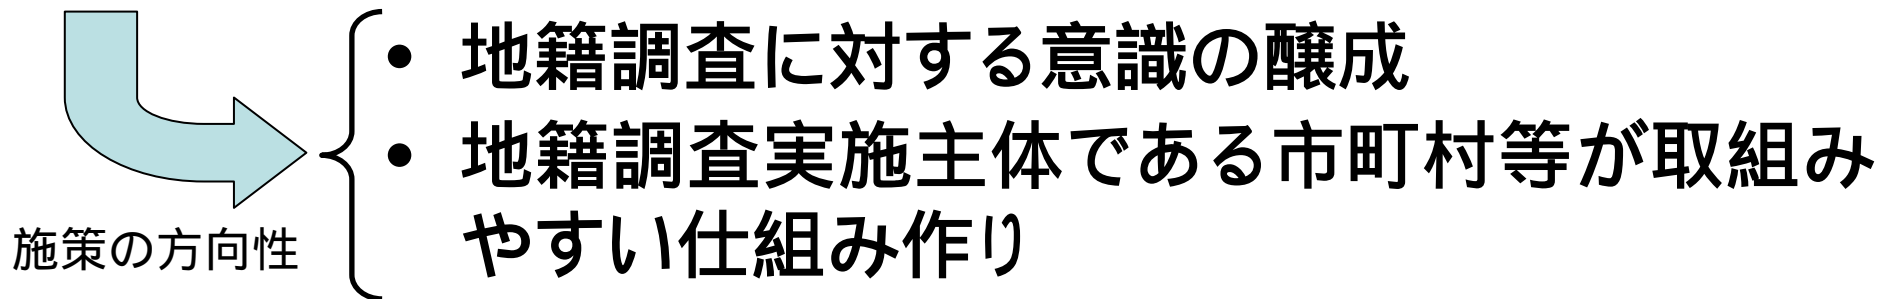 • 地籍調査に対する意識の醸成
• 地籍調査実施主体である市町村等が取組み
やすい仕組み作り
施策の方向性